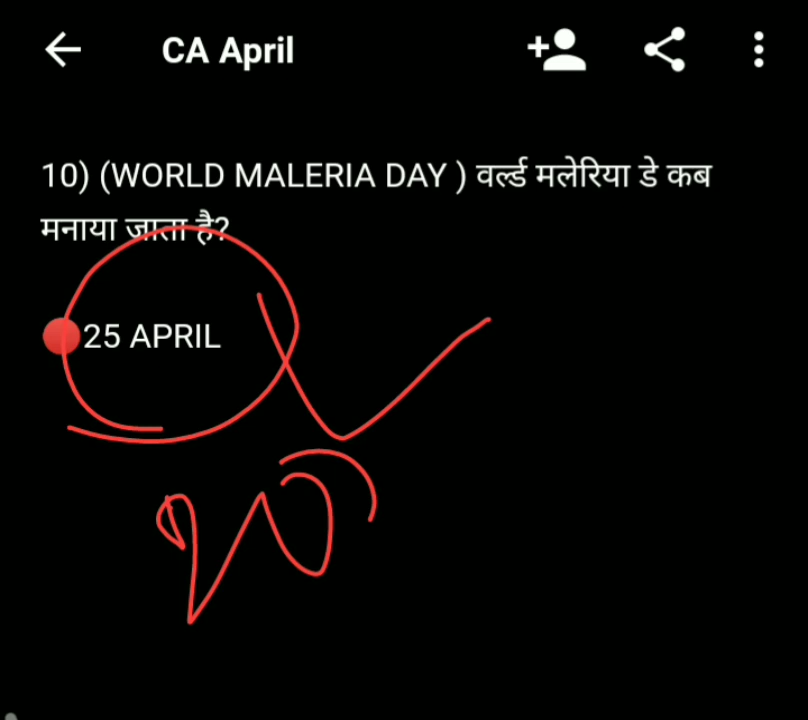 CA April
10) (WORLD MALERIA DAY ) वर्ल्ड मलेरिया डे कब
मनाया जाता है?
25 APRIL